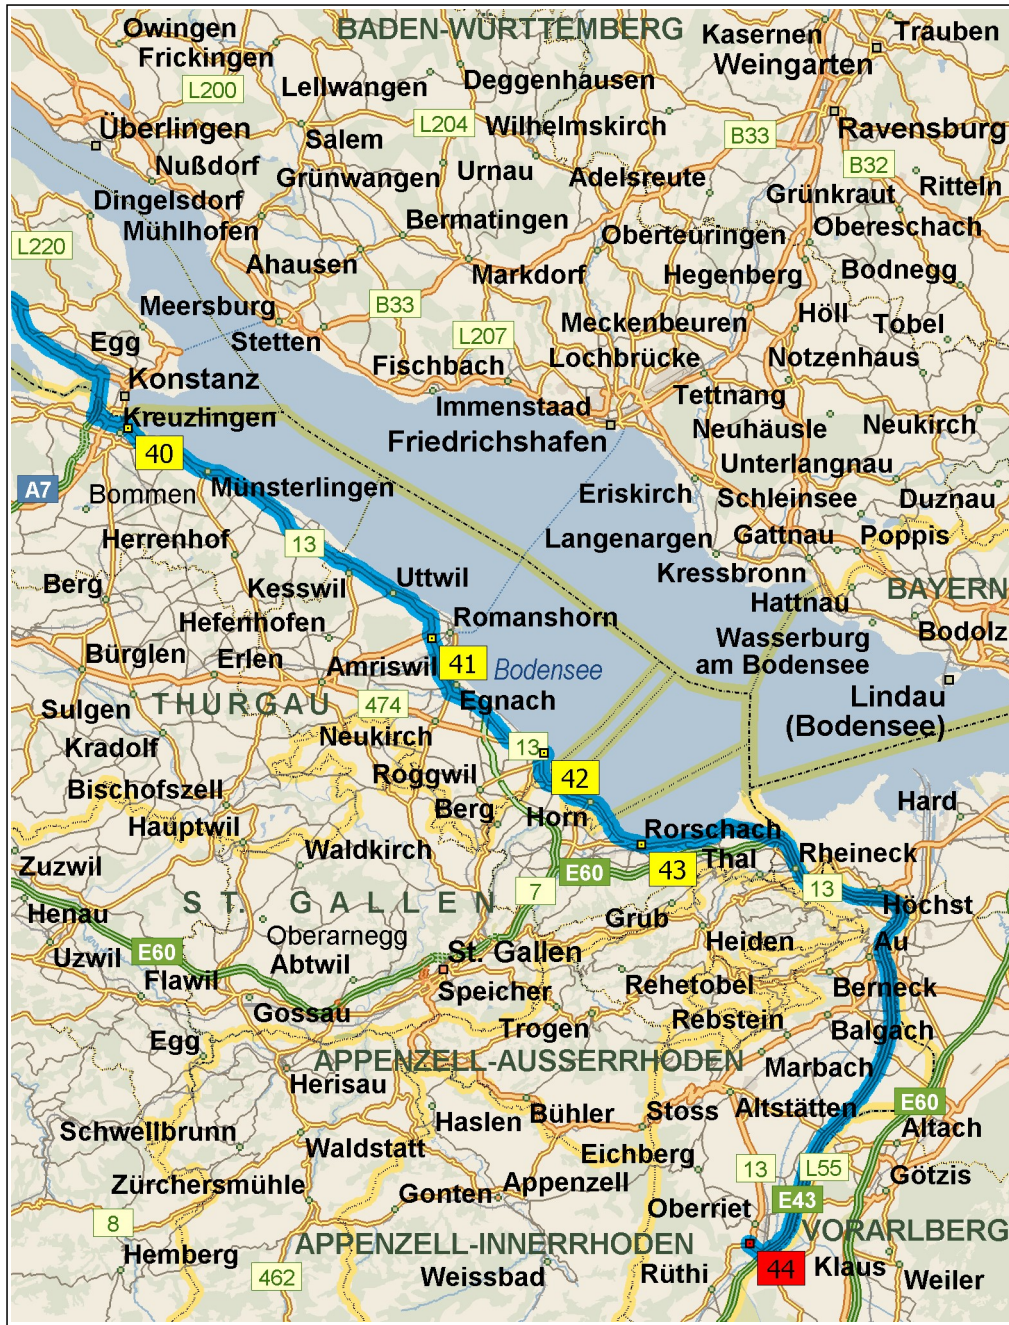 Owingen
BADEN-WÜRTTEMBERG
Kasernen
Trauben
Frickingen
Weingarten
L200
Lellwangen
Deggenhausen
Überlingen
Salem
L204
Wilhelmskirch
B33
Ravensburg
Nußdorf
Grünwangen
Urnau
Adelsreute
B32
Grünkraut
Ritteln
Dingelsdorf
Mühlhofen
Bermatingen
Oberteuringen
Obereschach
L220
Ahausen
Markdorf
Hegenberg
Bodnegg
Meersburg
B33
Meckenbeuren
Höll
Tobel
Egg
Stetten
L207
Fischbach
Lochbrücke
Notzenhaus
Konstanz
Immenstaad
Tettnang
Kreuzlingen
Friedrichshafen
Neuhäusle
Neukirch
40
Unterlangnau
A7
Bommen
Münsterlingen
Eriskirch
Schleinsee
Duznau
Herrenhof
13
Langenargen
Gattnau
Poppis
Berg
Kesswil
Uttwil
Kressbronn
BAYERN
Hattnau
Hefenhofen
Romanshorn
Wasserburg
am Bodensee
Bodolz
Bürglen
Erlen
Amriswil
41
Bodensee
Lindau
(Bodensee)
THURGAU
474
Egnach
Sulgen
Kradolf
Neukirch
13
Roggwil
42
Bischofszell
Berg
Horn
Hard
Hauptwil
Rorschach
Waldkirch
Thal
Rheineck
Zuzwil
E60
43
7
13
ST. GALLEN
Henau
Grub
Höchst
Oberarnegg
Uzwil
E60
Abtwil
St. Gallen
Heiden
Au
Flawil
Speicher
Rehetobel
Berneck
Gossau
Trogen
Rebstein
Balgach
Egg
APPENZELL-AUSSERRHODEN
Marbach
Herisau
Haslen
Bühler
Stoss
Altstätten
E60
Schwellbrunn
Waldstatt
Eichberg
Altach
Zürchersmühle
Gonten
Appenzell
13
L55
Götzis
Oberriet
E43
8
Hemberg
APPENZELL-INNERRHODEN
VORARLBERG
462
Weissbad
Rüthi
44
Klaus
Weiler